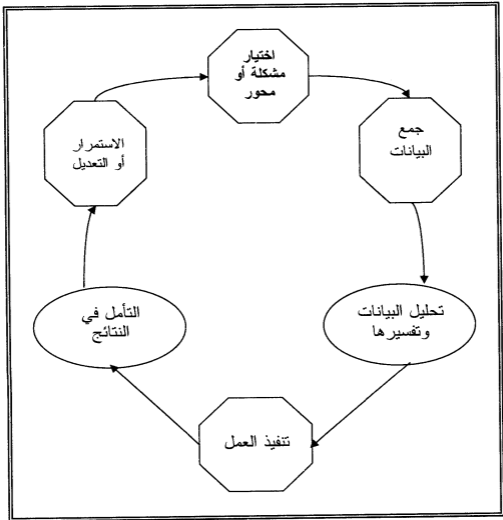 اختيار
مشكلة أو
محور
جمع
البيانات
تحليل البيانات
وتفسيرها
تنفيذ العمل
التأمل في
النتائج
الاستمرار
أو التعديل